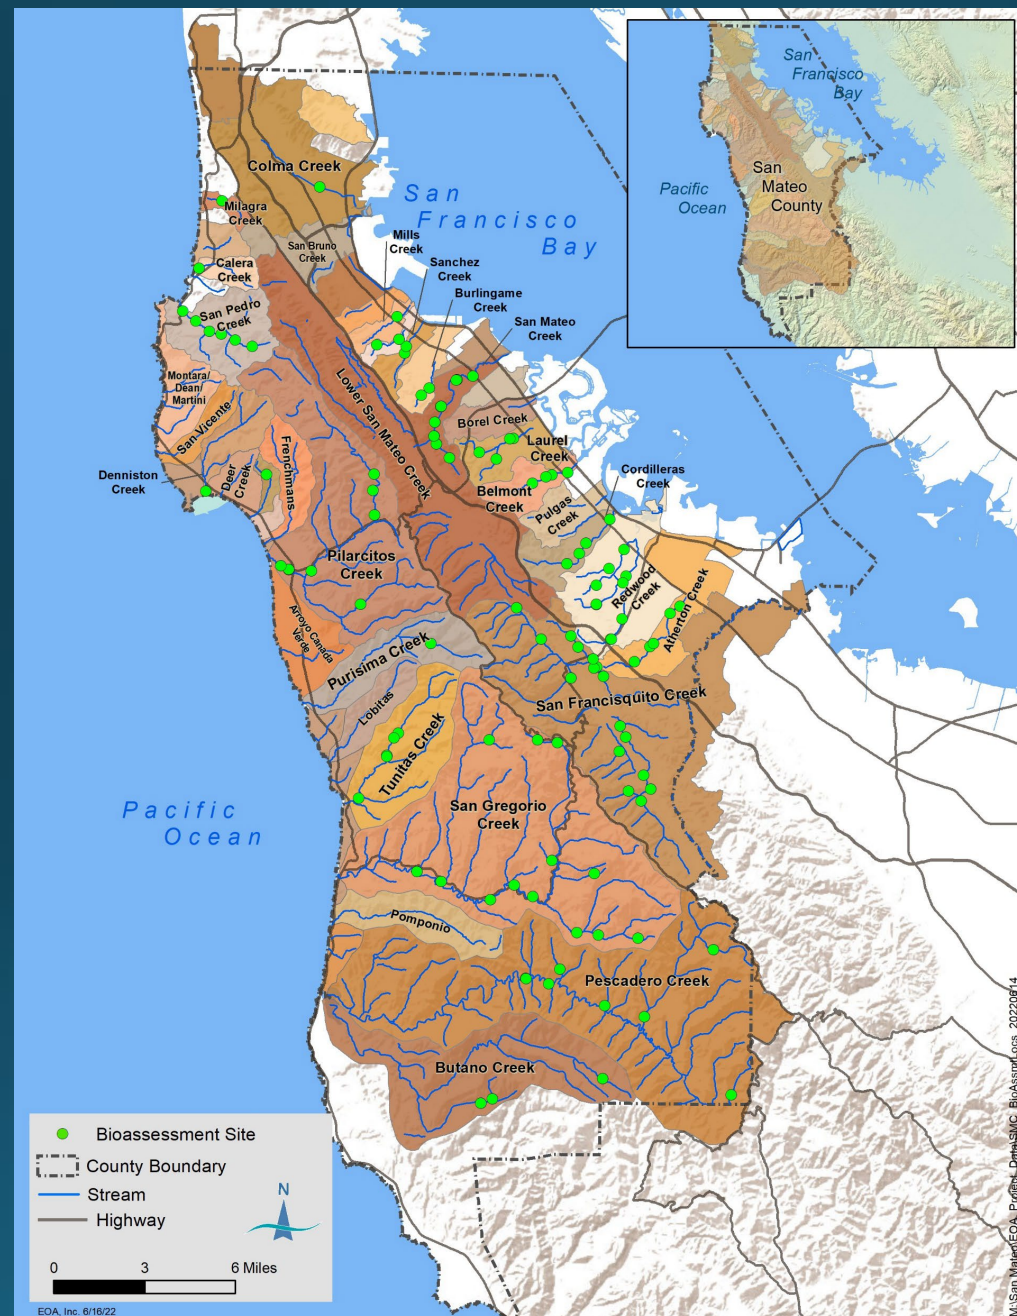 San
Francisco
Bay
Pacific
Ocean
San
Mateo
County
Colma Creek
San
Francisco
Bay
Milagra
Creek
San Bruno
Creek
Mills
Creek
Sanchez
Creek
Calera
Creek
Burlingame
Creek
San Pedro
Creek
San Mateo
Creek
Montara/
Dean/
Martini
Lower San Mateo Creek
San Vicente
Borel Creek
Laurel
Creek
Frenchmans
Deer
Creek
Denniston
Creek
Cordilleras
Creek
Belmont
Creek
Pulgas
Creek
Pilarcitos
Creek
Redwood
Creek
Atherton Creek
Arroyo Canada
Verde
Purisima Creek
Lobitas
San Francisquito Creek
Tunitas Creek
San Gregorio
Creek
Pacific
Ocean
Pomponio
Pescadero Creek
Butano Creek
Bioassessment Site
County Boundary
Stream
Highway
N
0 3 6 Miles
EOA, Inc. 6/16/22